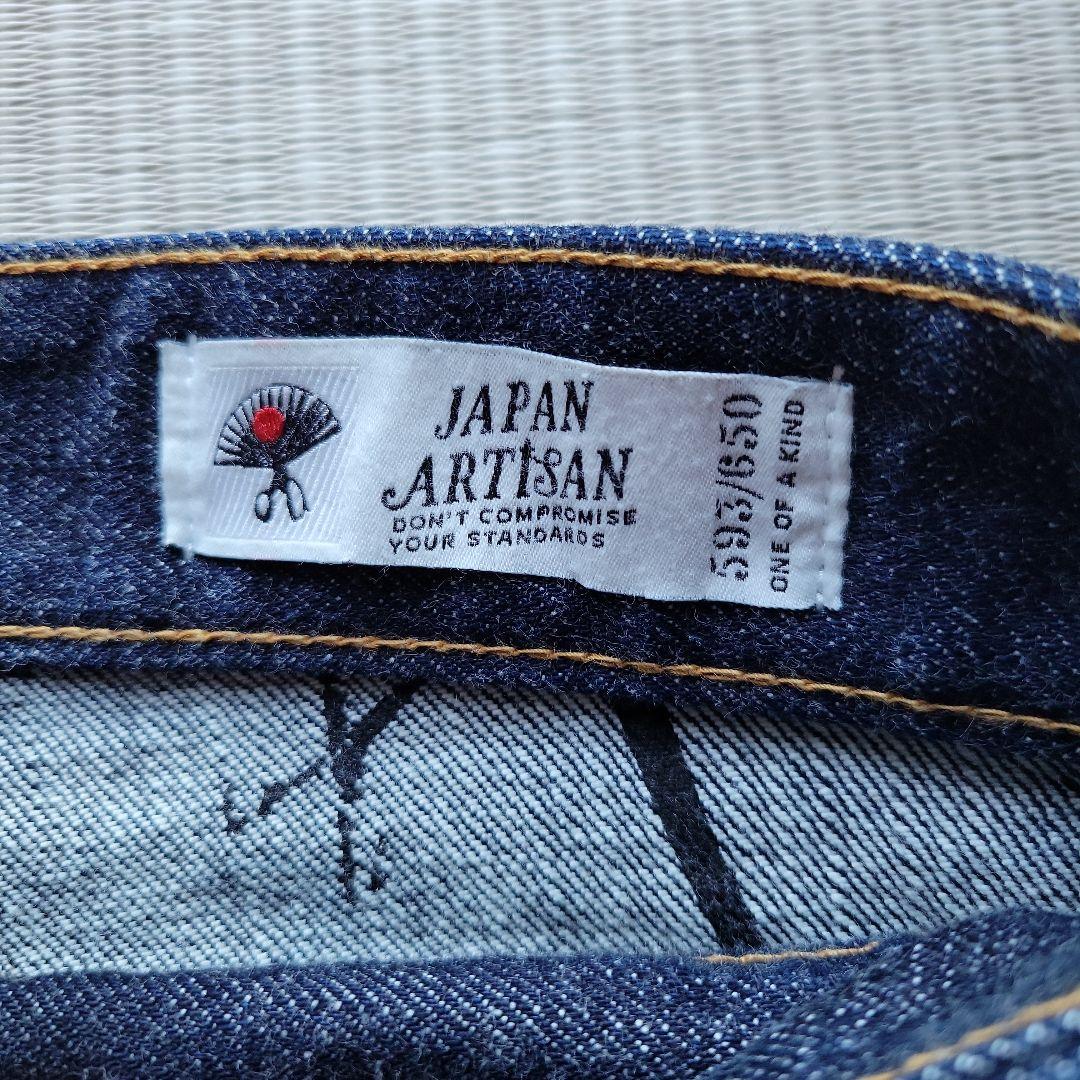 JAPAN
ARTISAN
DON'T COMPROMISE
YOUR STANDARDS
593/650
ONE OF A KIND